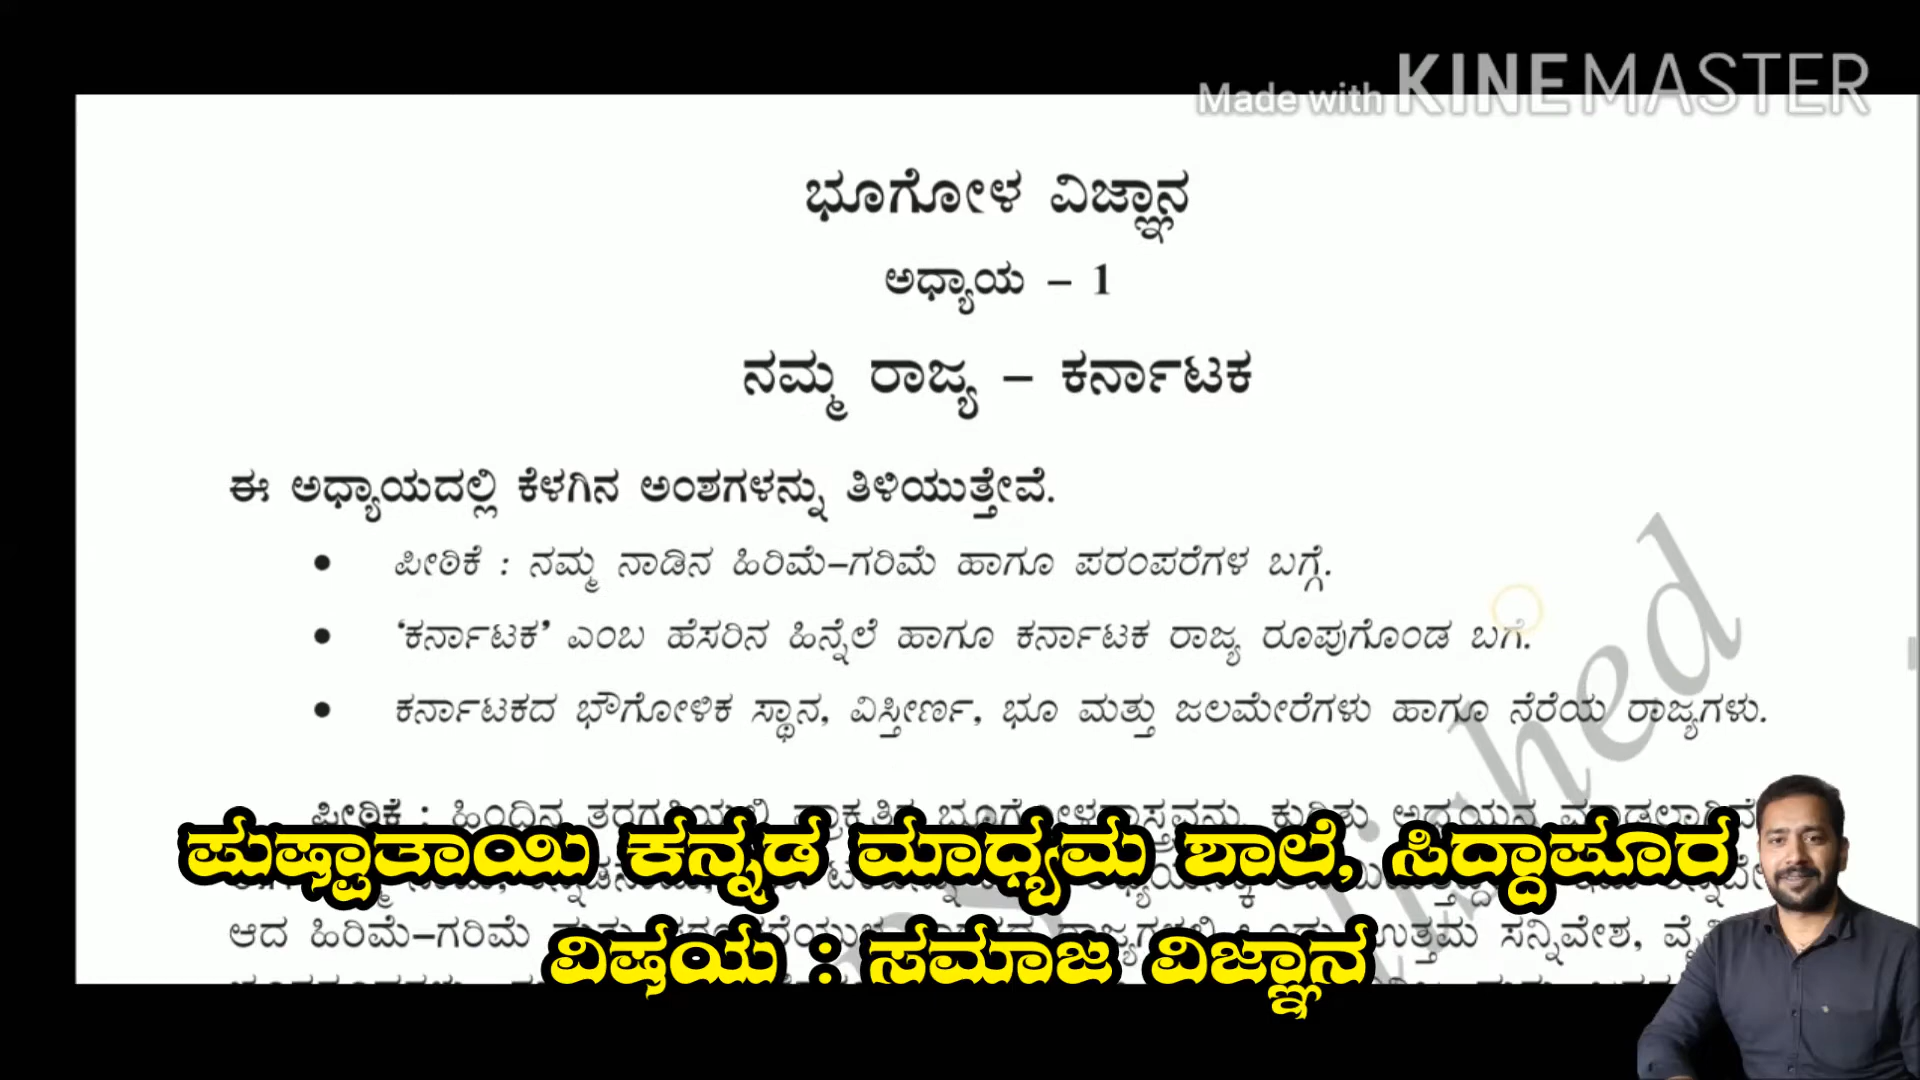 Made with KINEMASTER
ಭೂಗೋಳ ವಿಜ್ಞಾನ
ಅಧ್ಯಾಯ – 1
ನಮ್ಮ ರಾಜ್ಯ – ಕರ್ನಾಟಕ
ಈ ಅಧ್ಯಾಯದಲ್ಲಿ ಕೆಳಗಿನ ಅಂಶಗಳನ್ನು ತಿಳಿಯುತ್ತೇವೆ.
• ಪೀಠಿಕೆ : ನಮ್ಮ ನಾಡಿನ ಹಿರಿಮೆ–ಗರಿಮೆ ಹಾಗೂ ಪರಂಪರೆಗಳ ಬಗ್ಗೆ.
• ‘ಕರ್ನಾಟಕ’ ಎಂಬ ಹೆಸರಿನ ಹಿನ್ನೆಲೆ ಹಾಗೂ ಕರ್ನಾಟಕ ರಾಜ್ಯ ರೂಪುಗೊಂಡ ಬಗೆ.
• ಕರ್ನಾಟಕದ ಭೌಗೋಳಿಕ ಸ್ಥಾನ, ವಿಸ್ತೀರ್ಣ, ಭೂ ಮತ್ತು ಜಲಮೇರೆಗಳು ಹಾಗೂ ನೆರೆಯ ರಾಜ್ಯಗಳು.
ಪೀಠಿಕೆ : ಹಿಂದಿನ
ಪುಷ್ಪಾತಾಯಿ ಕನ್ನಡ ಮಾಧ್ಯಮ ಶಾಲೆ, ಸಿದ್ದಾಪೂರ
ಆದ ಹಿರಿಮೆ–ಗರಿಮೆ ಉತ್ತಮ ಸನ್ನಿವೇಶ,
ವಿಷಯ : ಸಮಾಜ ವಿಜ್ಞಾನ